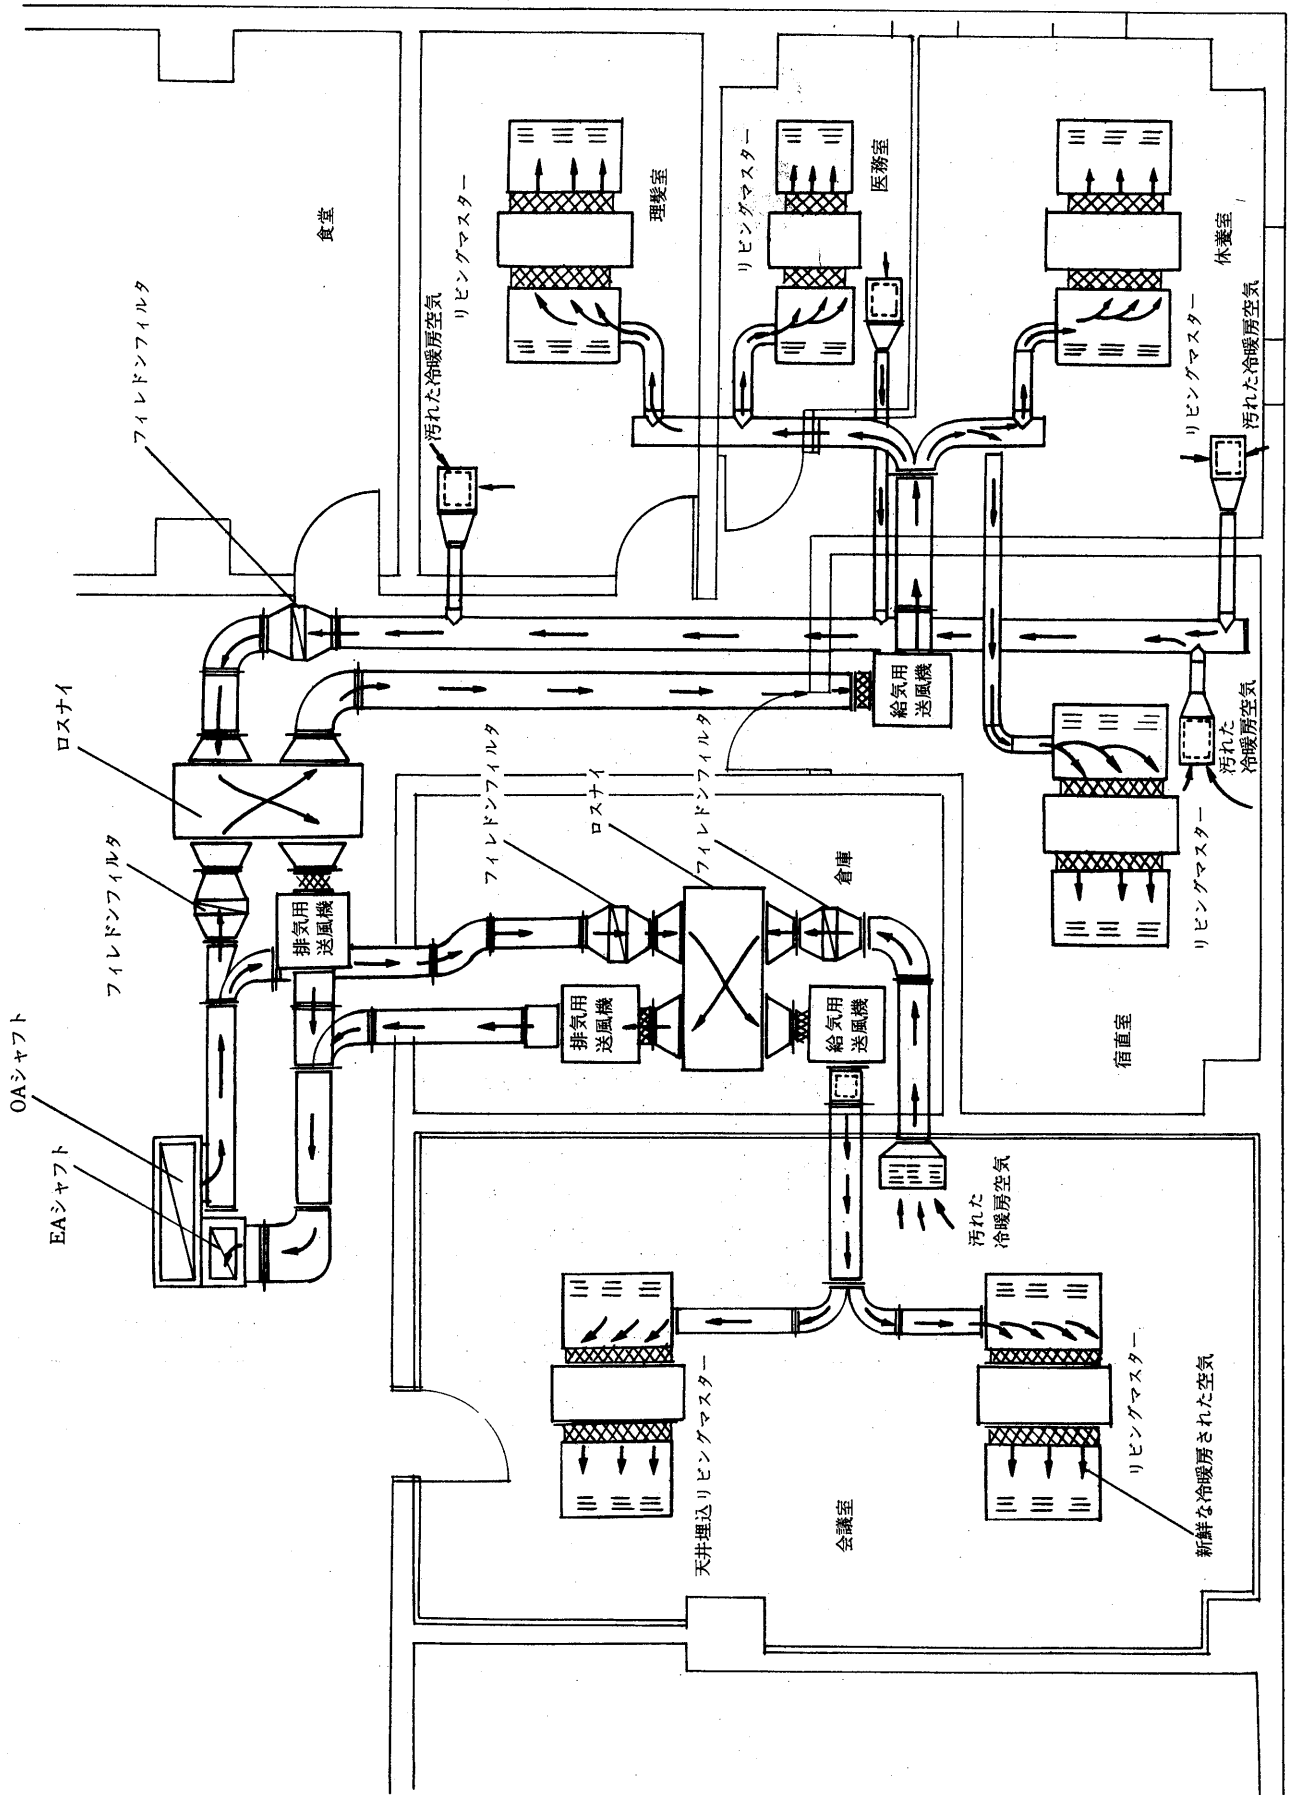 OAシャフト
EAシャフト
フィレドンフィルタ
ロスナイ
フィレドンフィルタ
食堂
汚れた冷暖房空気
リビングマスター
理髪室
リビングマスター
医務室
休養室
リビングマスター
汚れた冷暖房空気
排気用
送風機
給気用
送風機
フィレドンフィルタ
ロスナイ
フィレドンフィルタ
倉庫
排気用
送風機
給気用
送風機
汚れた
冷暖房空気
リビングマスター
宿直室
汚れた
冷暖房空気
天井埋込リビングマスター
会議室
リビングマスター
新鮮な冷暖房された空気